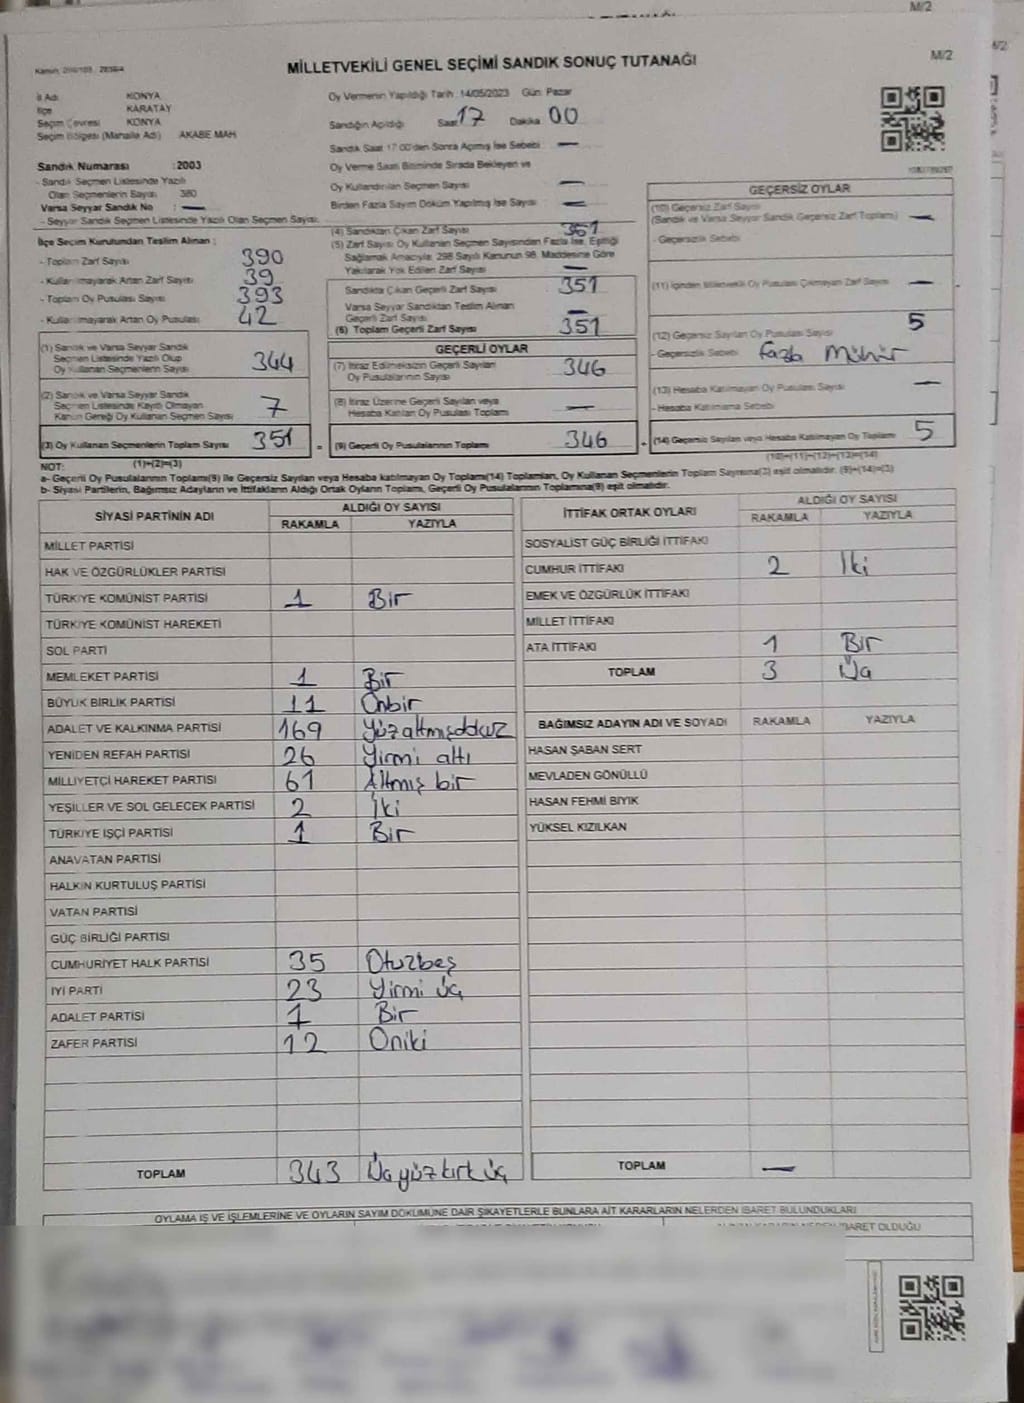 M/2
M/2
MİLLETVEKİLİ GENEL SEÇİMİ SANDIK SONUÇ TUTANAĞI
İl Adı KONYA
İlçe KARATAY
Seçim Çevresi KONYA
Seçim Bölgesi (Mahalle Adı) AKABE MAH
Sandık Numarası : 2003
- Sandık Seçmen Listesinde Yazılı
Olan Seçmenlerin Sayısı 380
Varsa Seyyar Sandık No : —
- Seyyar Sandık Seçmen Listesinde Yazılı Olan Seçmen Sayısı:
Oy Vermenin Yapıldığı Tarih : 14/05/2023 Gün: Pazar
Sandığın Açıldığı Saat 17 Dakika 00
Sandık Saat 17:00'den Sonra Açılmış İse Sebebi : —
Oy Verme Saati Bitiminde Sırada Bekleyen ve
Oy Kullandırılan Seçmen Sayısı —
Birden Fazla Sayım Döküm Yapılmış İse Sayısı : —
İlçe Seçim Kurulundan Teslim Alınan :
- Toplam Zarf Sayısı 390
- Kullanılmayarak Artan Zarf Sayısı 39
- Toplam Oy Pusulası Sayısı 393
- Kullanılmayarak Artan Oy Pusulası 42
(1) Sandık ve Varsa Seyyar Sandık
Seçmen Listesinde Yazılı Olup
Oy Kullanan Seçmenlerin Sayısı 344
(2) Sandık ve Varsa Seyyar Sandık
Seçmen Listesinde Kayıtlı Olmayan
Kanun Gereği Oy Kullanan Seçmen Sayısı 7
(3) Oy Kullanan Seçmenlerin Toplam Sayısı 351
(4) Sandıktan Çıkan Zarf Sayısı 351
(5) Zarf Sayısı Oy Kullanan Seçmen Sayısından Fazla İse, Eşitliği
Sağlamak Amacıyla; 298 Sayılı Kanunun 98. Maddesine Göre
Yakılarak Yok Edilen Zarf Sayısı —
Sandıkta Çıkan Geçerli Zarf Sayısı 351
Varsa Seyyar Sandıktan Teslim Alınan
Geçerli Zarf Sayısı —
(6) Toplam Geçerli Zarf Sayısı 351
GEÇERLİ OYLAR
(7) İtiraz Edilmeksizin Geçerli Sayılan
Oy Pusulalarının Sayısı 346
(8) İtiraz Üzerine Geçerli Sayılan veya
Hesaba Katılan Oy Pusulası Toplamı —
= (9) Geçerli Oy Pusulalarının Toplamı 346
GEÇERSİZ OYLAR
(10) Geçersiz Zarf Sayısı
(Sandık ve Varsa Seyyar Sandık Geçersiz Zarf Toplamı) —
- Geçersizlik Sebebi
(11) İçinden Milletvekili Oy Pusulası Çıkmayan Zarf Sayısı —
(12) Geçersiz Sayılan Oy Pusulası Sayısı 5
- Geçersizlik Sebebi Fazla Mühür
(13) Hesaba Katılmayan Oy Pusulası Sayısı —
- Hesaba Katılmama Sebebi
+ (14) Geçersiz Sayılan veya Hesaba Katılmayan Oy Toplamı 5
NOT: (1)+(2)=(3) (10)+(11)+(12)+(13)=(14)
a- Geçerli Oy Pusulalarının Toplamı(9) ile Geçersiz Sayılan veya Hesaba katılmayan Oy Toplamı(14) Toplamları, Oy Kullanan Seçmenlerin Toplam Sayısına(3) eşit olmalıdır. (9)+(14)=(3)
b- Siyasi Partilerin, Bağımsız Adayların ve İttifakların Aldığı Ortak Oyların Toplamı, Geçerli Oy Pusulalarının Toplamına(9) eşit olmalıdır.
SİYASİ PARTİNİN ADI ALDIĞI OY SAYISI
RAKAMLA YAZIYLA
MİLLET PARTİSİ
HAK VE ÖZGÜRLÜKLER PARTİSİ
TÜRKİYE KOMÜNİST PARTİSİ 1 Bir
TÜRKİYE KOMÜNİST HAREKETİ
SOL PARTİ
MEMLEKET PARTİSİ 1 Bir
BÜYÜK BİRLİK PARTİSİ 11 Onbir
ADALET VE KALKINMA PARTİSİ 169 Yüzaltmışdokuz
YENİDEN REFAH PARTİSİ 26 Yirmi altı
MİLLİYETÇİ HAREKET PARTİSİ 61 Altmış bir
YEŞİLLER VE SOL GELECEK PARTİSİ 2 İki
TÜRKİYE İŞÇİ PARTİSİ 1 Bir
ANAVATAN PARTİSİ
HALKIN KURTULUŞ PARTİSİ
VATAN PARTİSİ
GÜÇ BİRLİĞİ PARTİSİ
CUMHURİYET HALK PARTİSİ 35 Otuzbeş
İYİ PARTİ 23 Yirmi üç
ADALET PARTİSİ 1 Bir
ZAFER PARTİSİ 12 Oniki
TOPLAM 343 Üçyüz kırk üç
İTTİFAK ORTAK OYLARI ALDIĞI OY SAYISI
RAKAMLA YAZIYLA
SOSYALİST GÜÇ BİRLİĞİ İTTİFAKI
CUMHUR İTTİFAKI 2 İki
EMEK VE ÖZGÜRLÜK İTTİFAKI
MİLLET İTTİFAKI
ATA İTTİFAKI 1 Bir
TOPLAM 3 Üç
BAĞIMSIZ ADAYIN ADI VE SOYADI RAKAMLA YAZIYLA
HASAN ŞABAN SERT
MEVLADEN GÖNÜLLÜ
HASAN FEHMİ BIYIK
YÜKSEL KIZILKAN
TOPLAM —
OYLAMA İŞ VE İŞLEMLERİNE VE OYLARIN SAYIM DÖKÜMÜNE DAİR ŞİKAYETLERLE BUNLARA AİT KARARLARIN NELERDEN İBARET BULUNDUKLARI
İBARET OLDUĞU